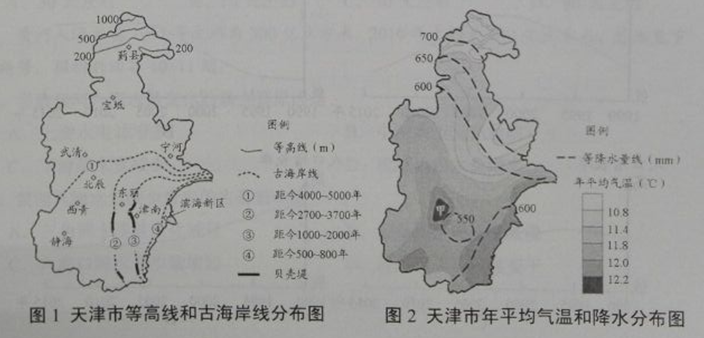 1000
500
200
200
蓟县
宝坻
武清
宁河
①
北辰
东丽
西青
津南
滨海新区
静海
②
③
④
图例
等高线(m)
古海岸线
① 距今4000~5000年
② 距今2700~3700年
③ 距今1000~2000年
④ 距今500~800年
贝壳堤
图1 天津市等高线和古海岸线分布图
700
650
600
600
甲
550
图例
等降水量线(mm)
年平均气温(℃)
10.8
11.4
11.8
12.0
12.2
图2 天津市年平均气温和降水分布图